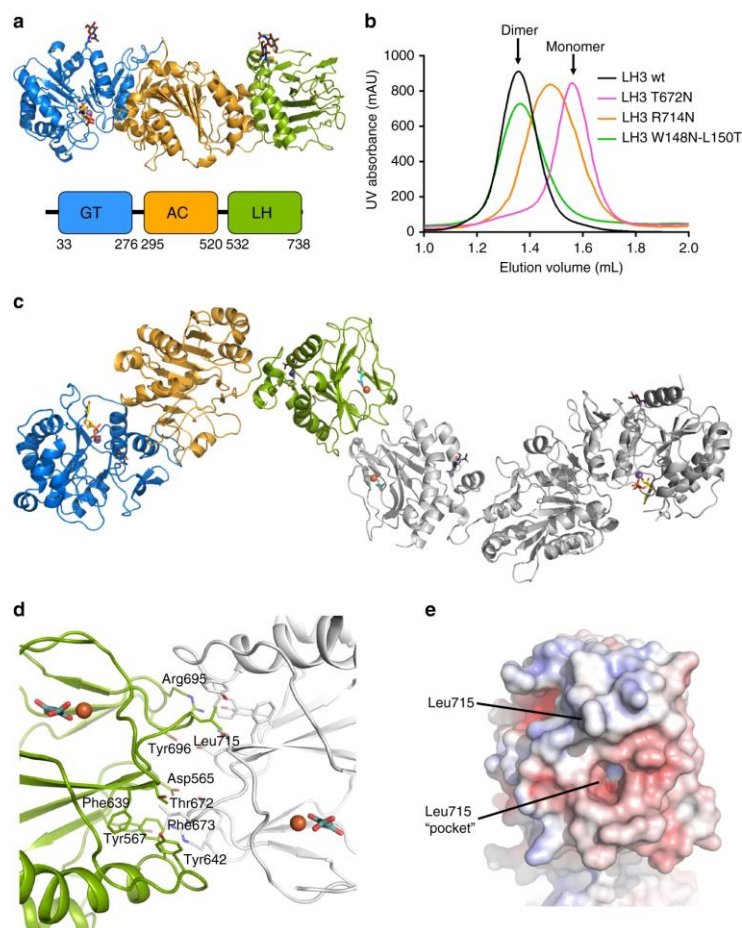 a
GT
AC
LH
33
276
295
520
532
738
b
Dimer
Monomer
1000
800
600
400
200
0
UV absorbance (mAU)
1.0
1.2
1.4
1.6
1.8
2.0
Elution volume (mL)
LH3 wt
LH3 T672N
LH3 R714N
LH3 W148N-L150T
c
d
Arg695
Tyr696
Leu715
Asp565
Phe639
Thr672
Phe673
Tyr567
Tyr642
e
Leu715
Leu715
"pocket"